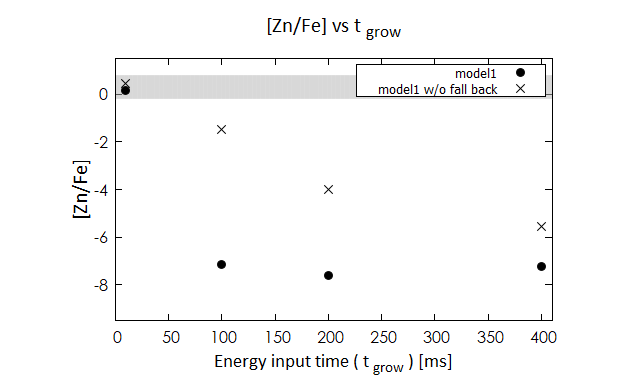 [Zn/Fe] vs t grow
model1
model1 w/o fall back
0
-2
-4
-6
-8
[Zn/Fe]
0 50 100 150 200 250 300 350 400
Energy input time ( t grow ) [ms]